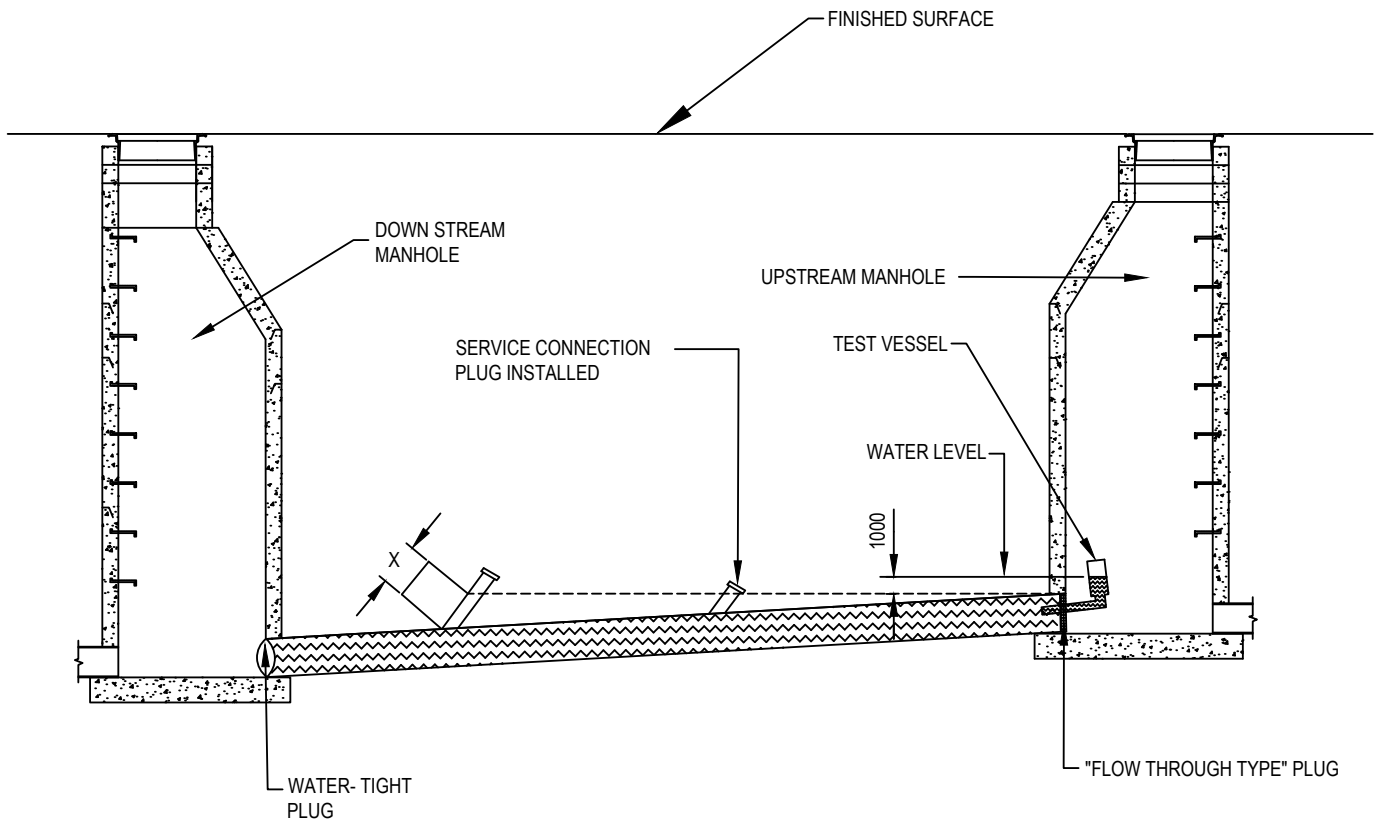 FINISHED SURFACE
DOWN STREAM
MANHOLE
UPSTREAM MANHOLE
SERVICE CONNECTION
PLUG INSTALLED
TEST VESSEL
WATER LEVEL
1000
X
"FLOW THROUGH TYPE" PLUG
WATER- TIGHT
PLUG